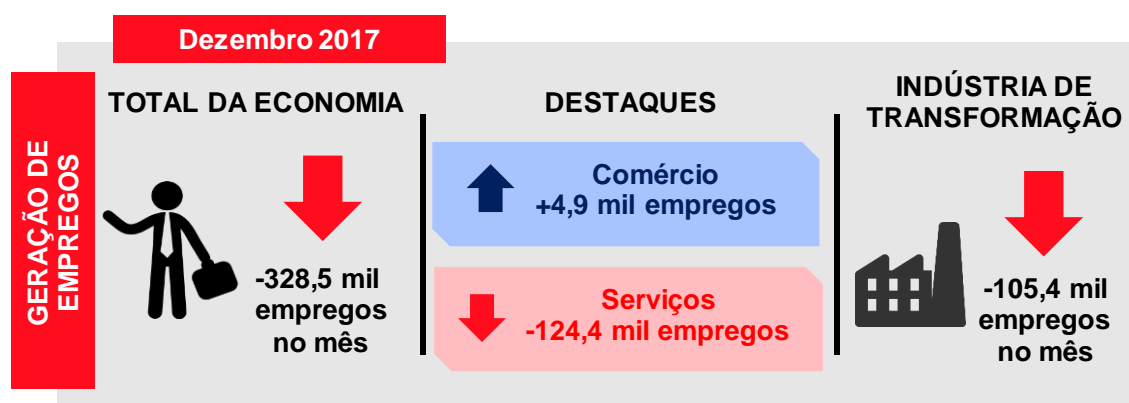 Dezembro 2017
GERAÇÃO DE
EMPREGOS
TOTAL DA ECONOMIA
-328,5 mil
empregos
no mês
DESTAQUES
Comércio
+4,9 mil empregos
Serviços
-124,4 mil empregos
INDÚSTRIA DE
TRANSFORMAÇÃO
-105,4 mil
empregos
no mês